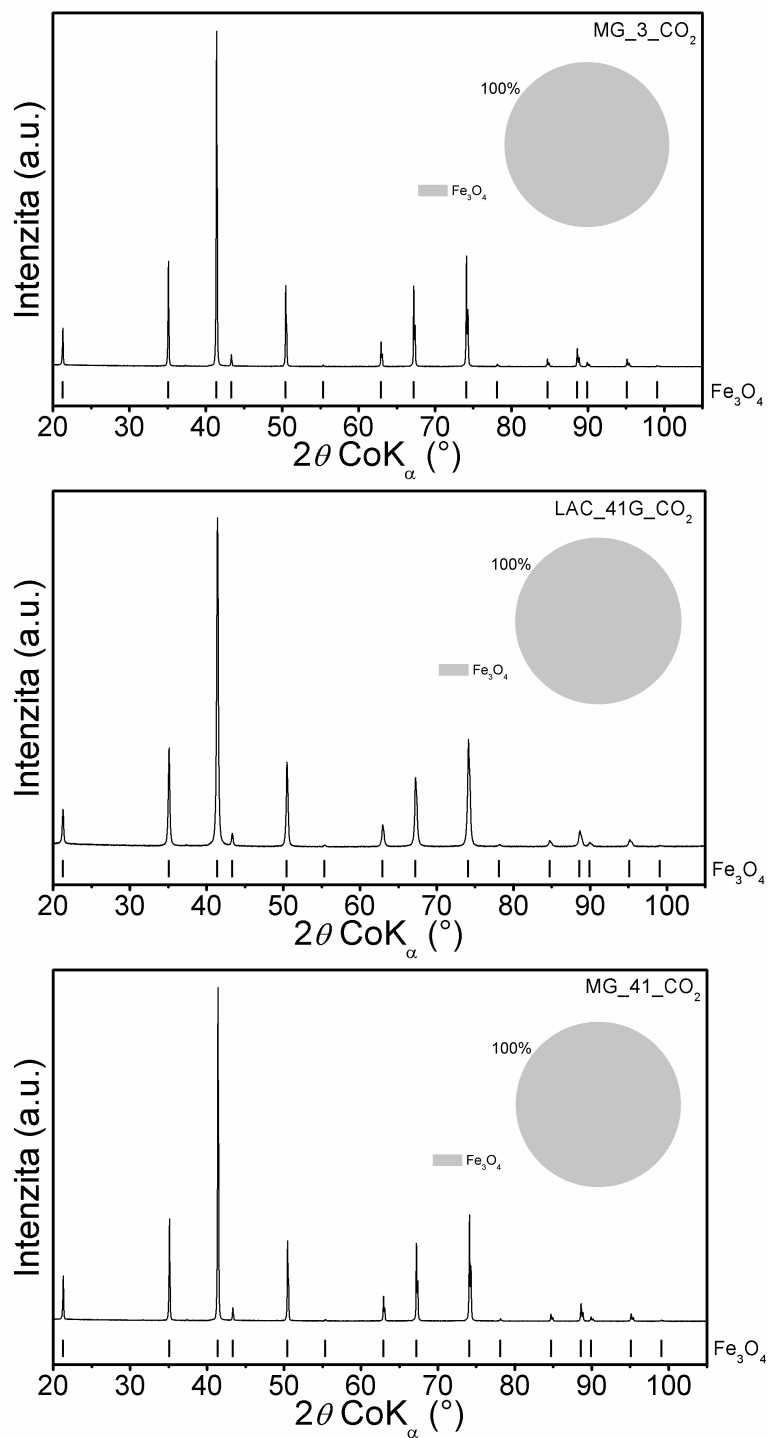 MG_3_CO₂
100%
Fe₃O₄
Intenzita (a.u.)
Fe₃O₄
20 30 40 50 60 70 80 90 100
2θ CoKα (°)
LAC_41G_CO₂
100%
Fe₃O₄
Intenzita (a.u.)
Fe₃O₄
20 30 40 50 60 70 80 90 100
2θ CoKα (°)
MG_41_CO₂
100%
Fe₃O₄
Intenzita (a.u.)
Fe₃O₄
20 30 40 50 60 70 80 90 100
2θ CoKα (°)